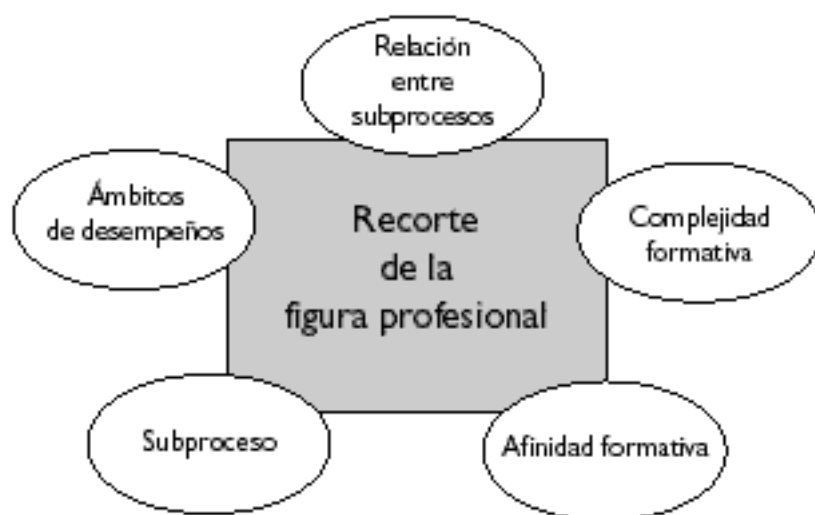 Relación
entre
subprocesos
Ámbitos
de desempeños
Recorte
de la
figura profesional
Complejidad
formativa
Subproceso
Afinidad formativa